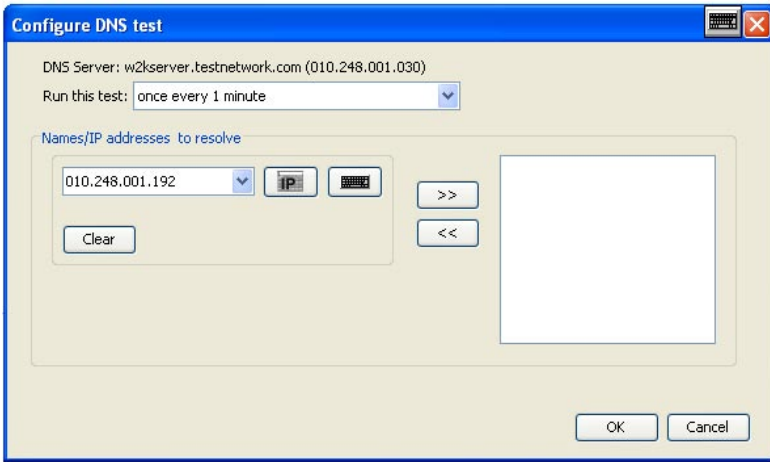 Configure DNS test
DNS Server: w2kserver.testnetwork.com (010.248.001.030)
Run this test: once every 1 minute
Names/IP addresses to resolve
010.248.001.192
IP
>>
<<
Clear
OK
Cancel